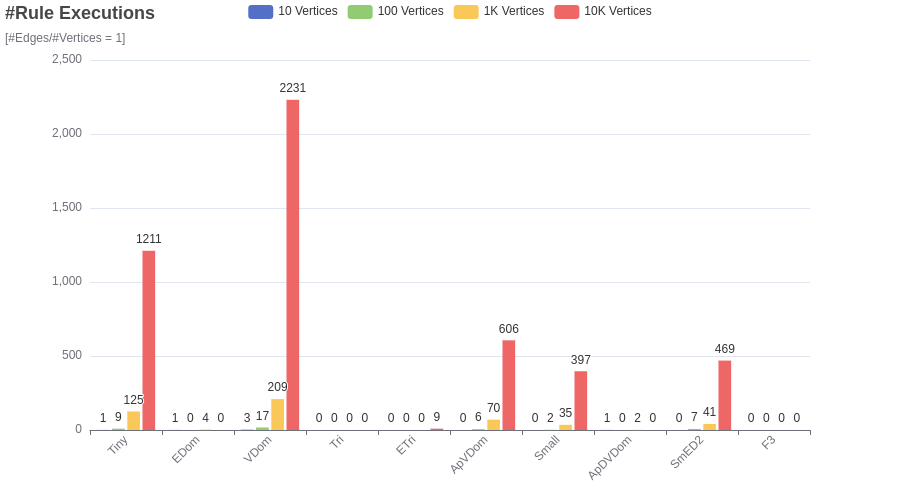 #Rule Executions
10 Vertices 100 Vertices 1K Vertices 10K Vertices
[#Edges/#Vertices = 1]
2,500
2231
2,000
1,500
1211
1,000
606
500
397
469
0
1 9 125
1 0 4 0
3 17 209
0 0 0 0
0 0 0 9
0 6 70
0 2 35
1 0 2 0
0 7 41
0 0 0 0
Tiny
EDom
VDom
Tri
ETri
ApVDom
Small
ApDVDom
SmED2
F3